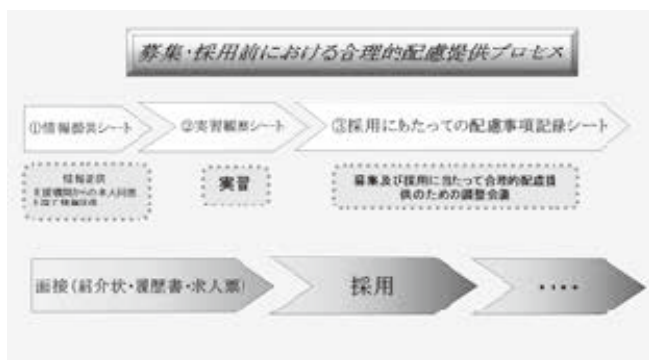 募集・採用前における合理的配慮提供プロセス
①情報シート
②実習観察シート
③採用にあたっての配慮事項記録シート
情報提供
実習
募集及び採用に当たって合理的配慮提
供のための調整会議
面接(紹介状・履歴書・求人票)
採用
・・・・